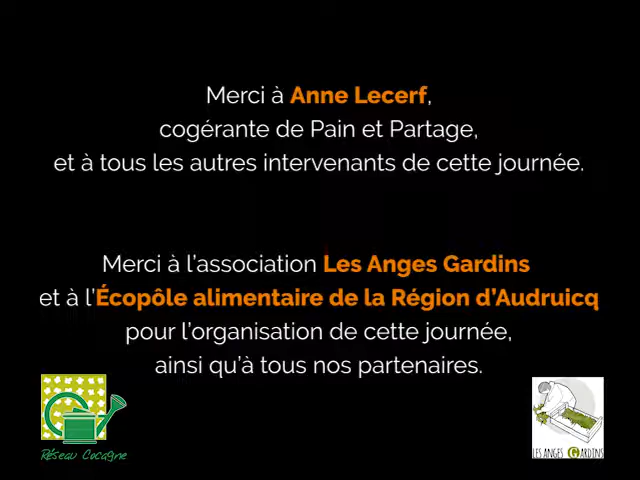 Merci à Anne Lecerf,
cogérante de Pain et Partage,
et à tous les autres intervenants de cette journée.
Merci à l'association Les Anges Gardins
et à l'Écopôle alimentaire de la Région d'Audruicq
pour l'organisation de cette journée,
ainsi qu'à tous nos partenaires.
Réseau Cocagne
LES ANGES GARDINS